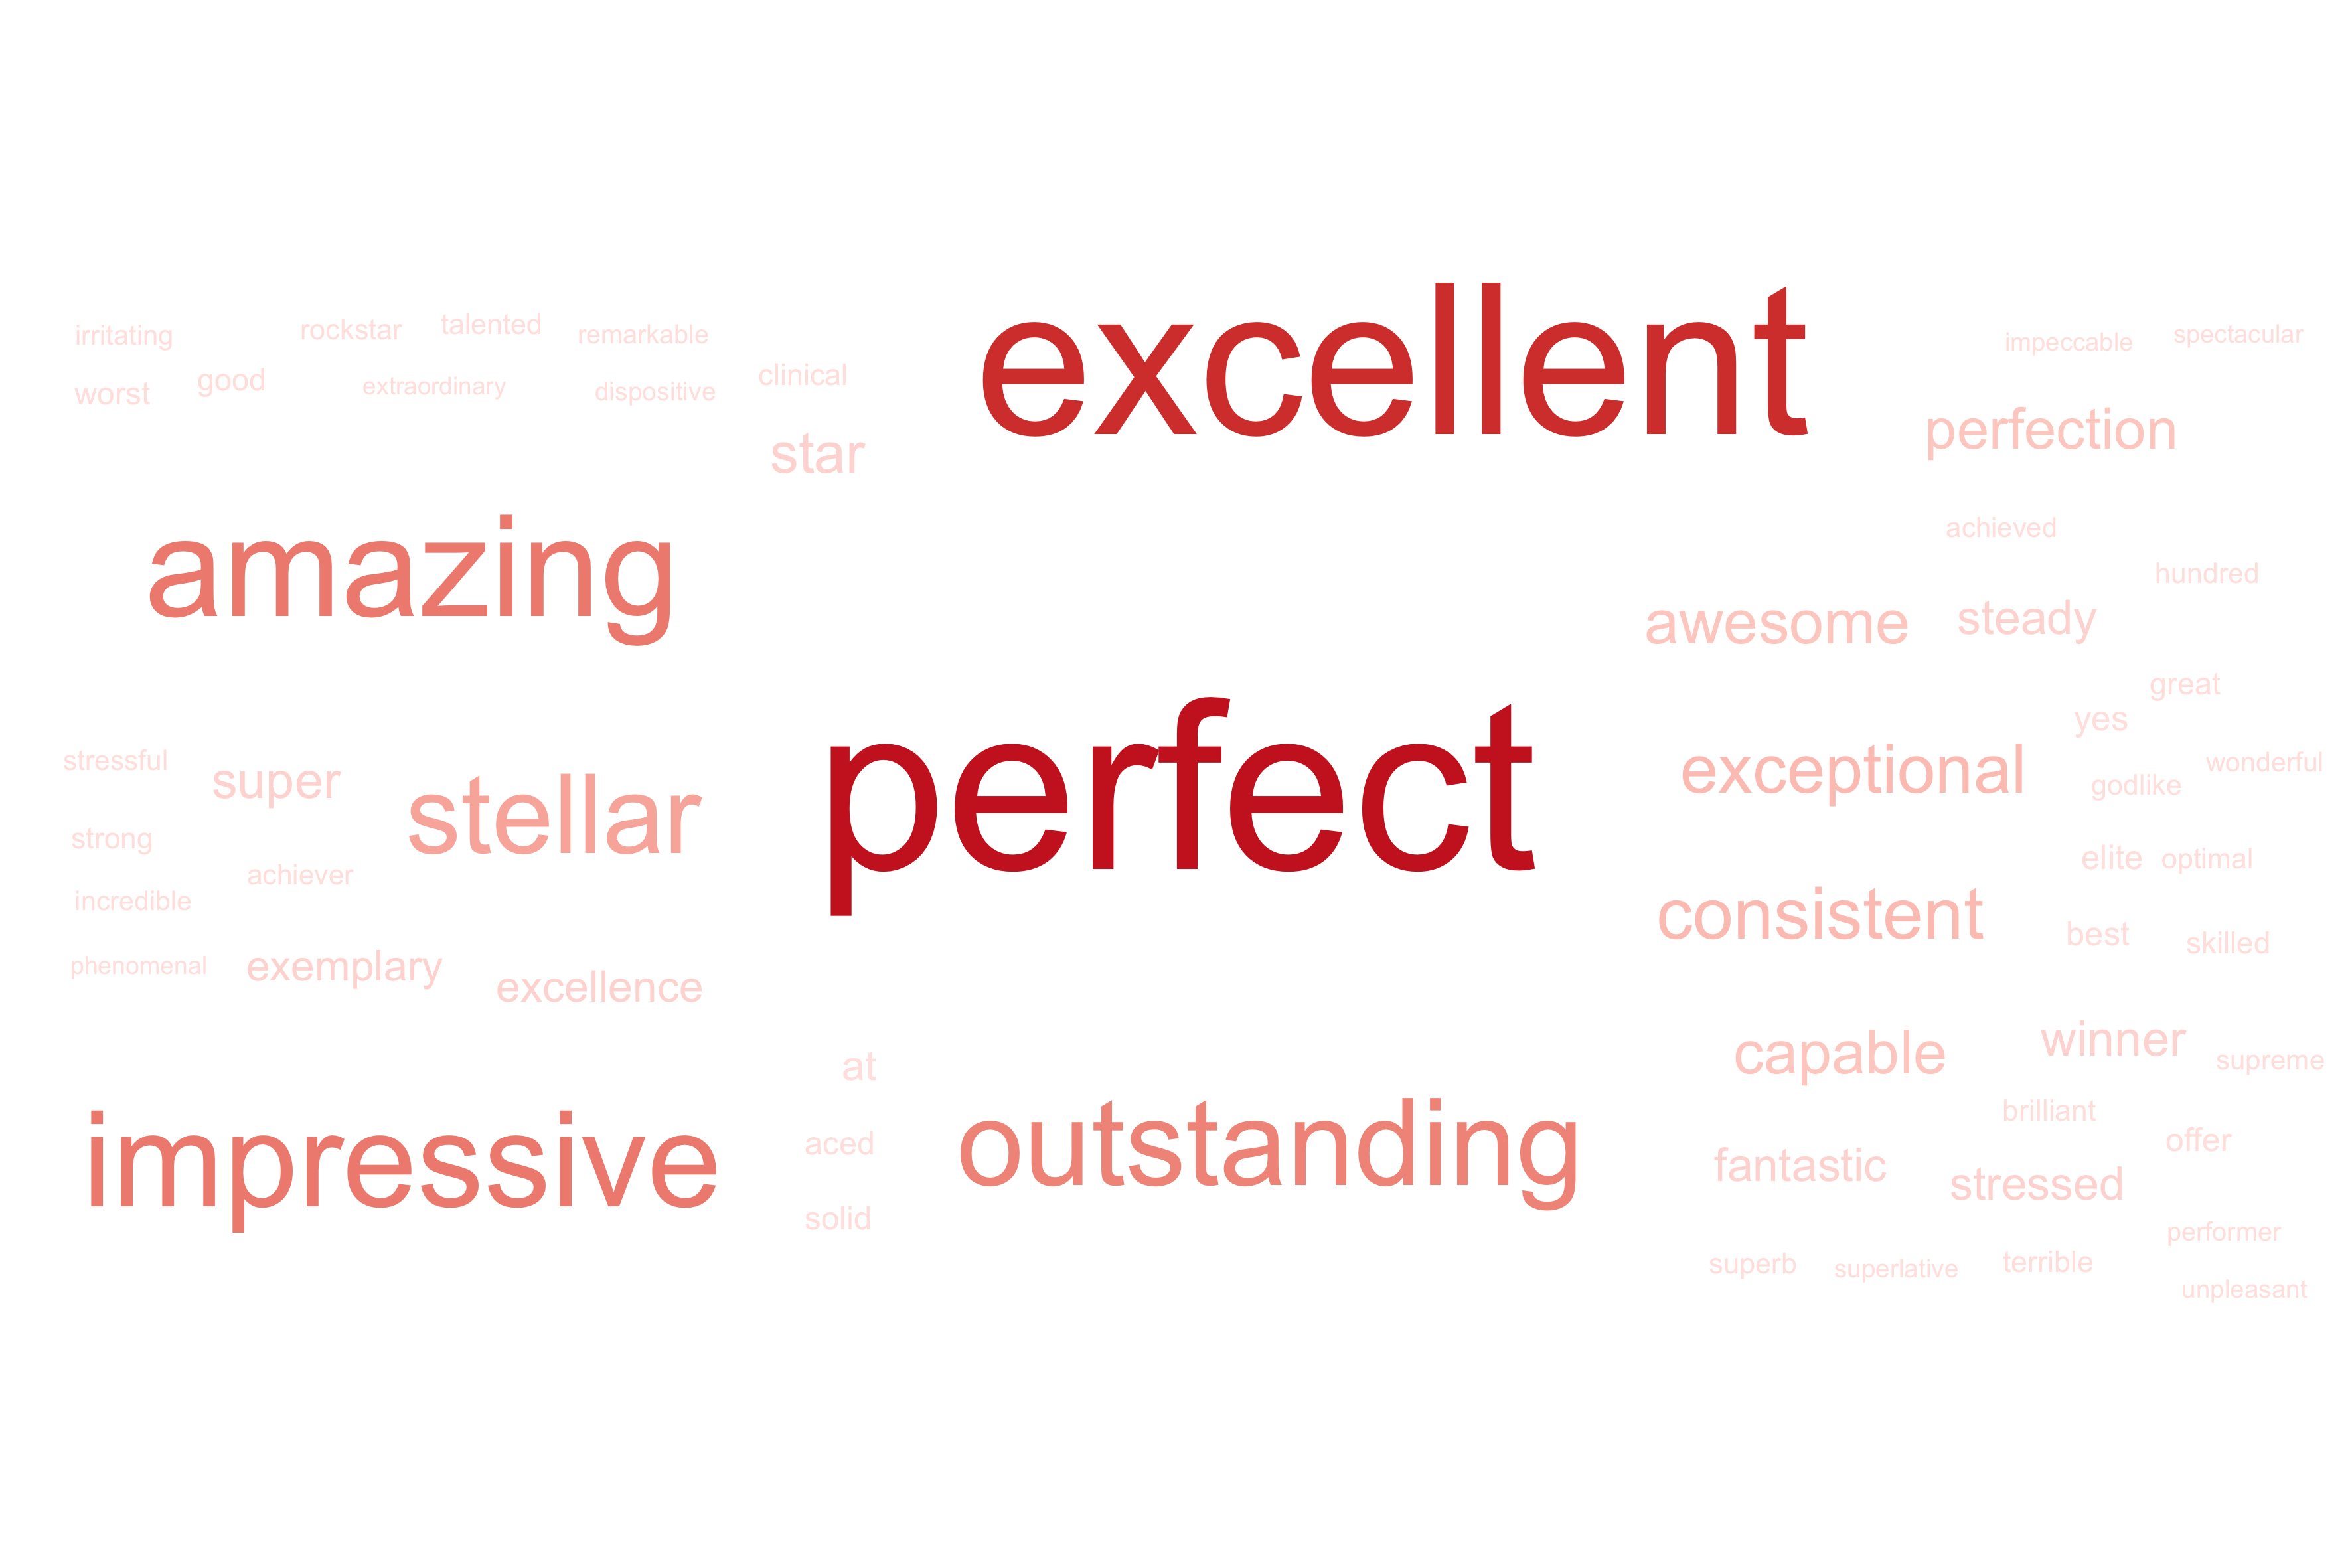 excellent
irritating
rockstar
talented
remarkable
impeccable
spectacular
worst
good
extraordinary
dispositive
clinical
star
perfection
amazing
achieved
hundred
awesome
steady
great
yes
perfect
exceptional
wonderful
godlike
stressful
super
stellar
strong
achiever
incredible
elite
optimal
consistent
best
skilled
phenomenal
exemplary
excellence
at
capable
winner
supreme
impressive
aced
outstanding
brilliant
offer
fantastic
stressed
solid
performer
superb
superlative
terrible
unpleasant